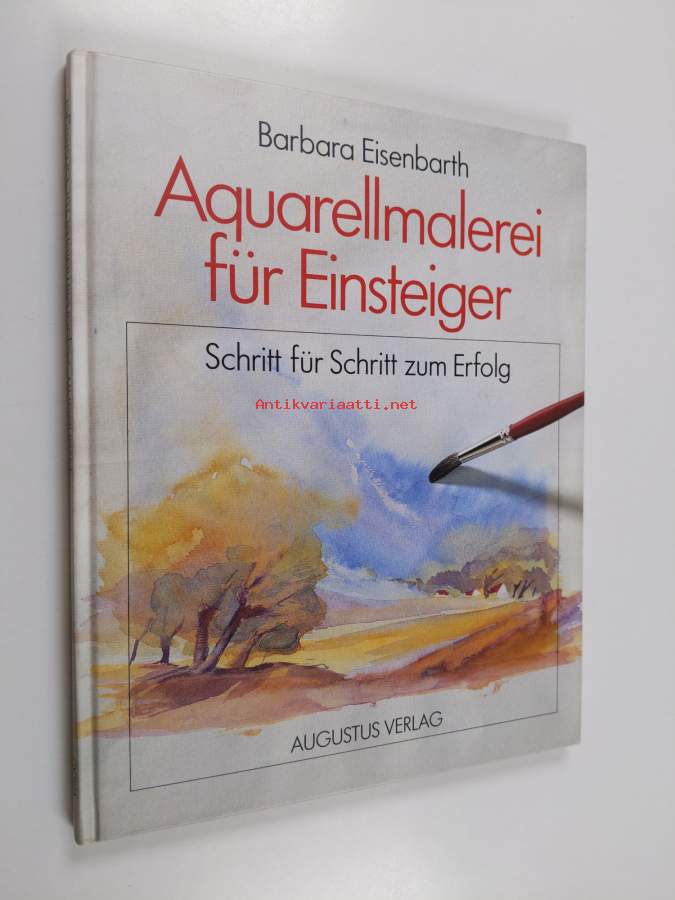 Barbara Eisenbarth
Aquarellmalerei
für Einsteiger
Schritt für Schritt zum Erfolg
Antikvariaatti.net
AUGUSTUS VERLAG